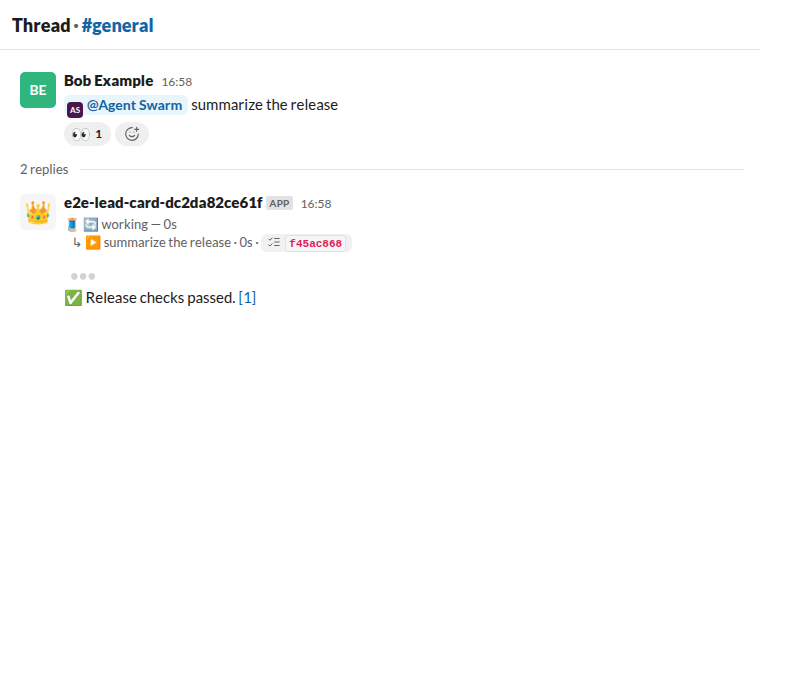 Thread · #general
BE
Bob Example 16:58
AS @Agent Swarm summarize the release
1
2 replies
e2e-lead-card-dc2da82ce61f APP 16:58
working — 0s
↳ summarize the release · 0s · f45ac868
Release checks passed. [1]